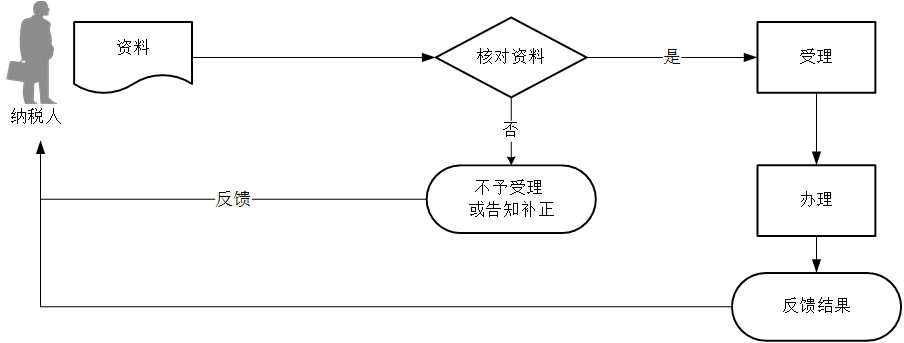 资料
核对资料
是
受理
纳税人
否
不予受理
或告知补正
反馈
办理
反馈结果